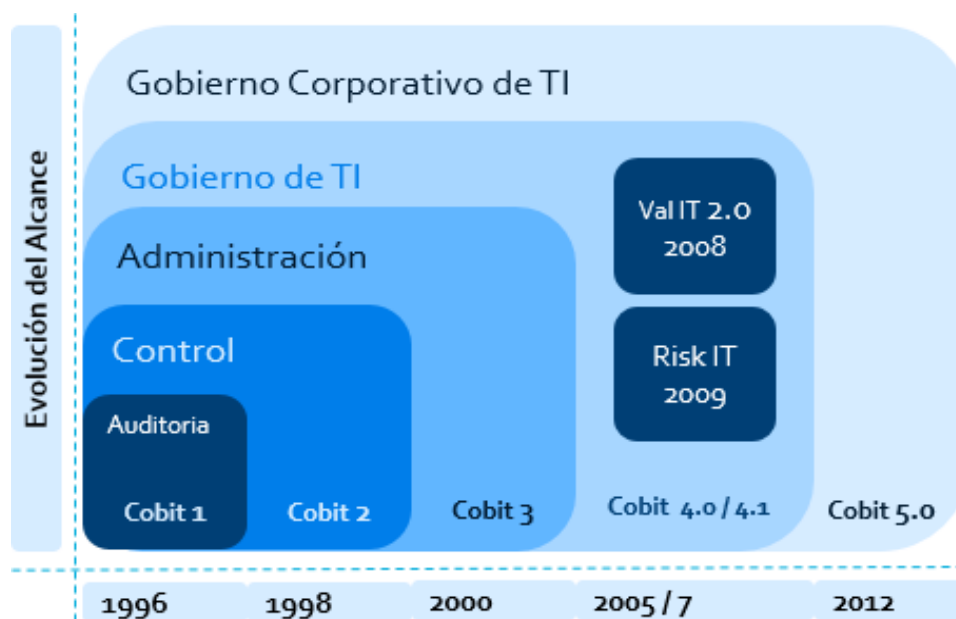 Evolución del Alcance
Gobierno Corporativo de TI
Gobierno de TI
Val IT 2.0
2008
Administración
Control
Risk IT
2009
Auditoria
Cobit 1
Cobit 2
Cobit 3
Cobit 4.0 / 4.1
Cobit 5.0
1996
1998
2000
2005 / 7
2012